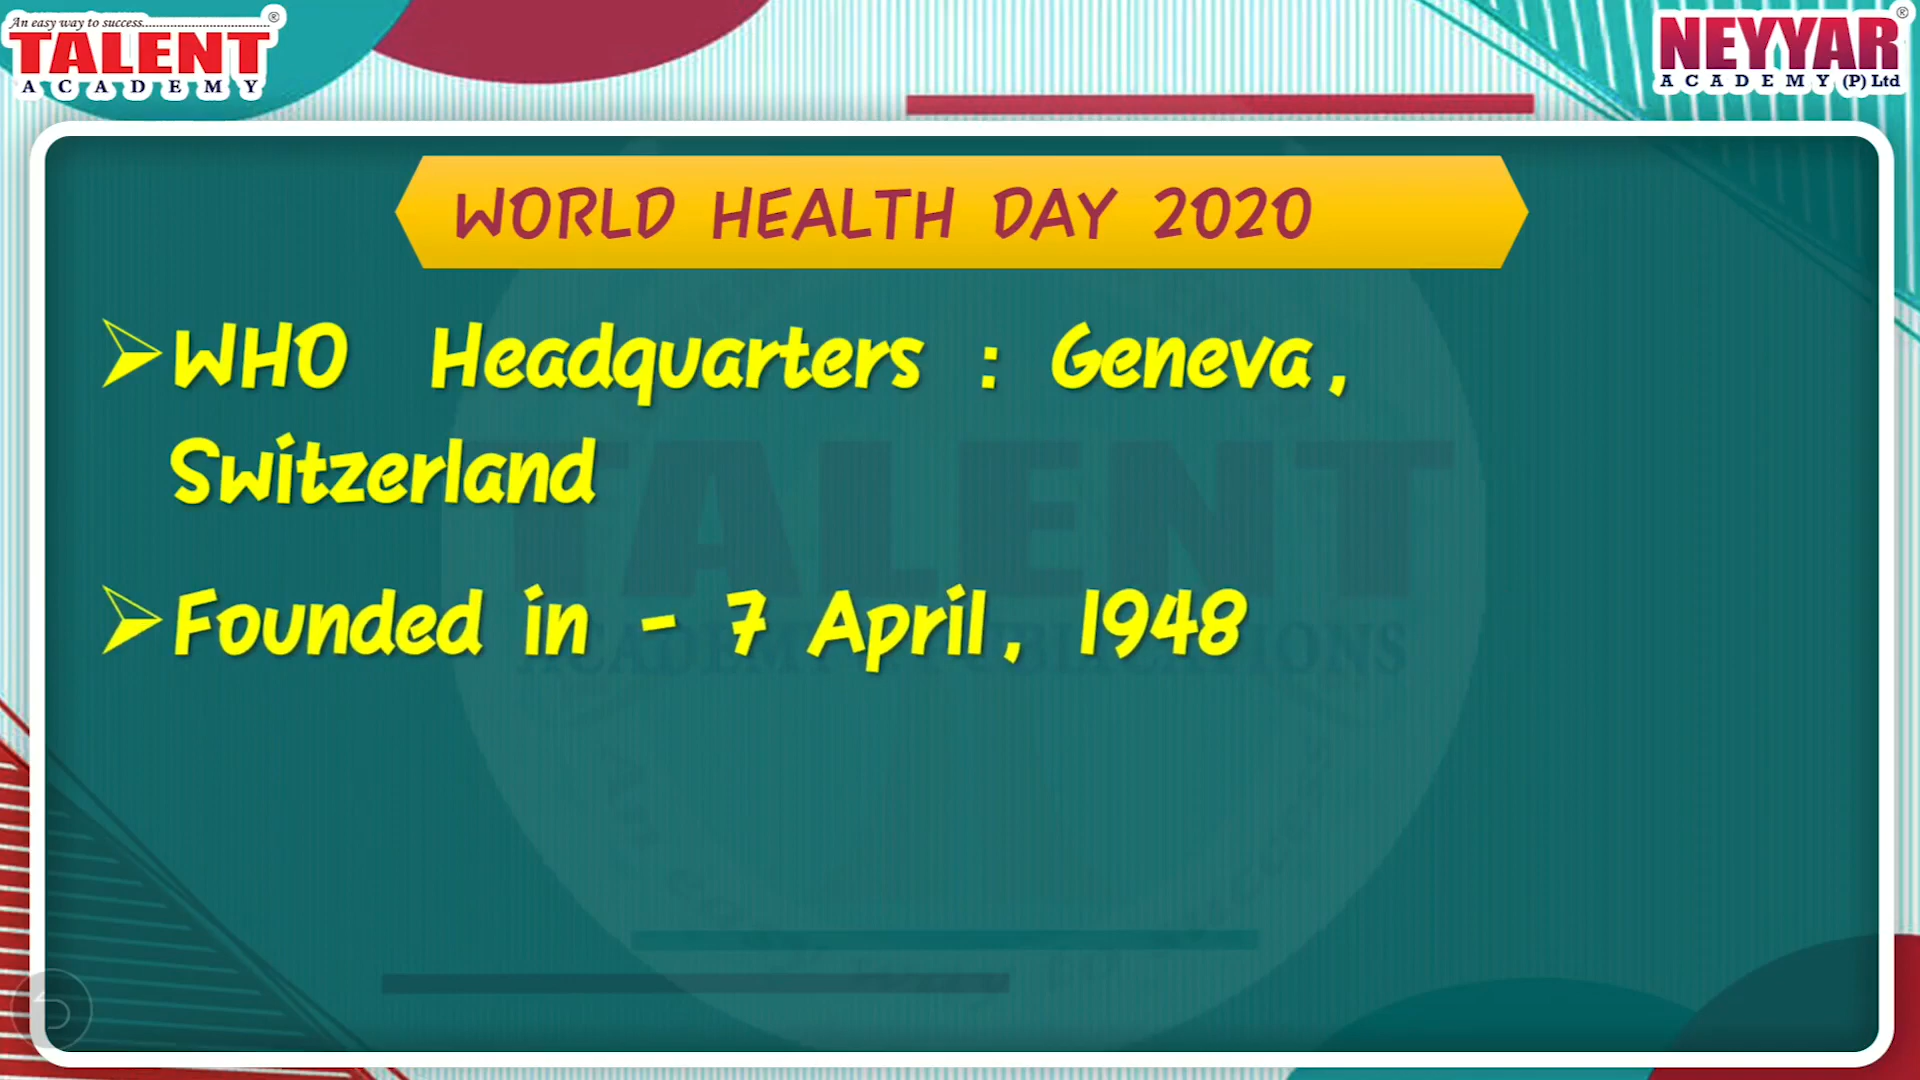 An easy way to success
TALENT
ACADEMY
NEYYAR
ACADEMY (P) Ltd
WORLD HEALTH DAY 2020
WHO Headquarters : Geneva,
Switzerland
Founded in - 7 April, 1948
TALENT